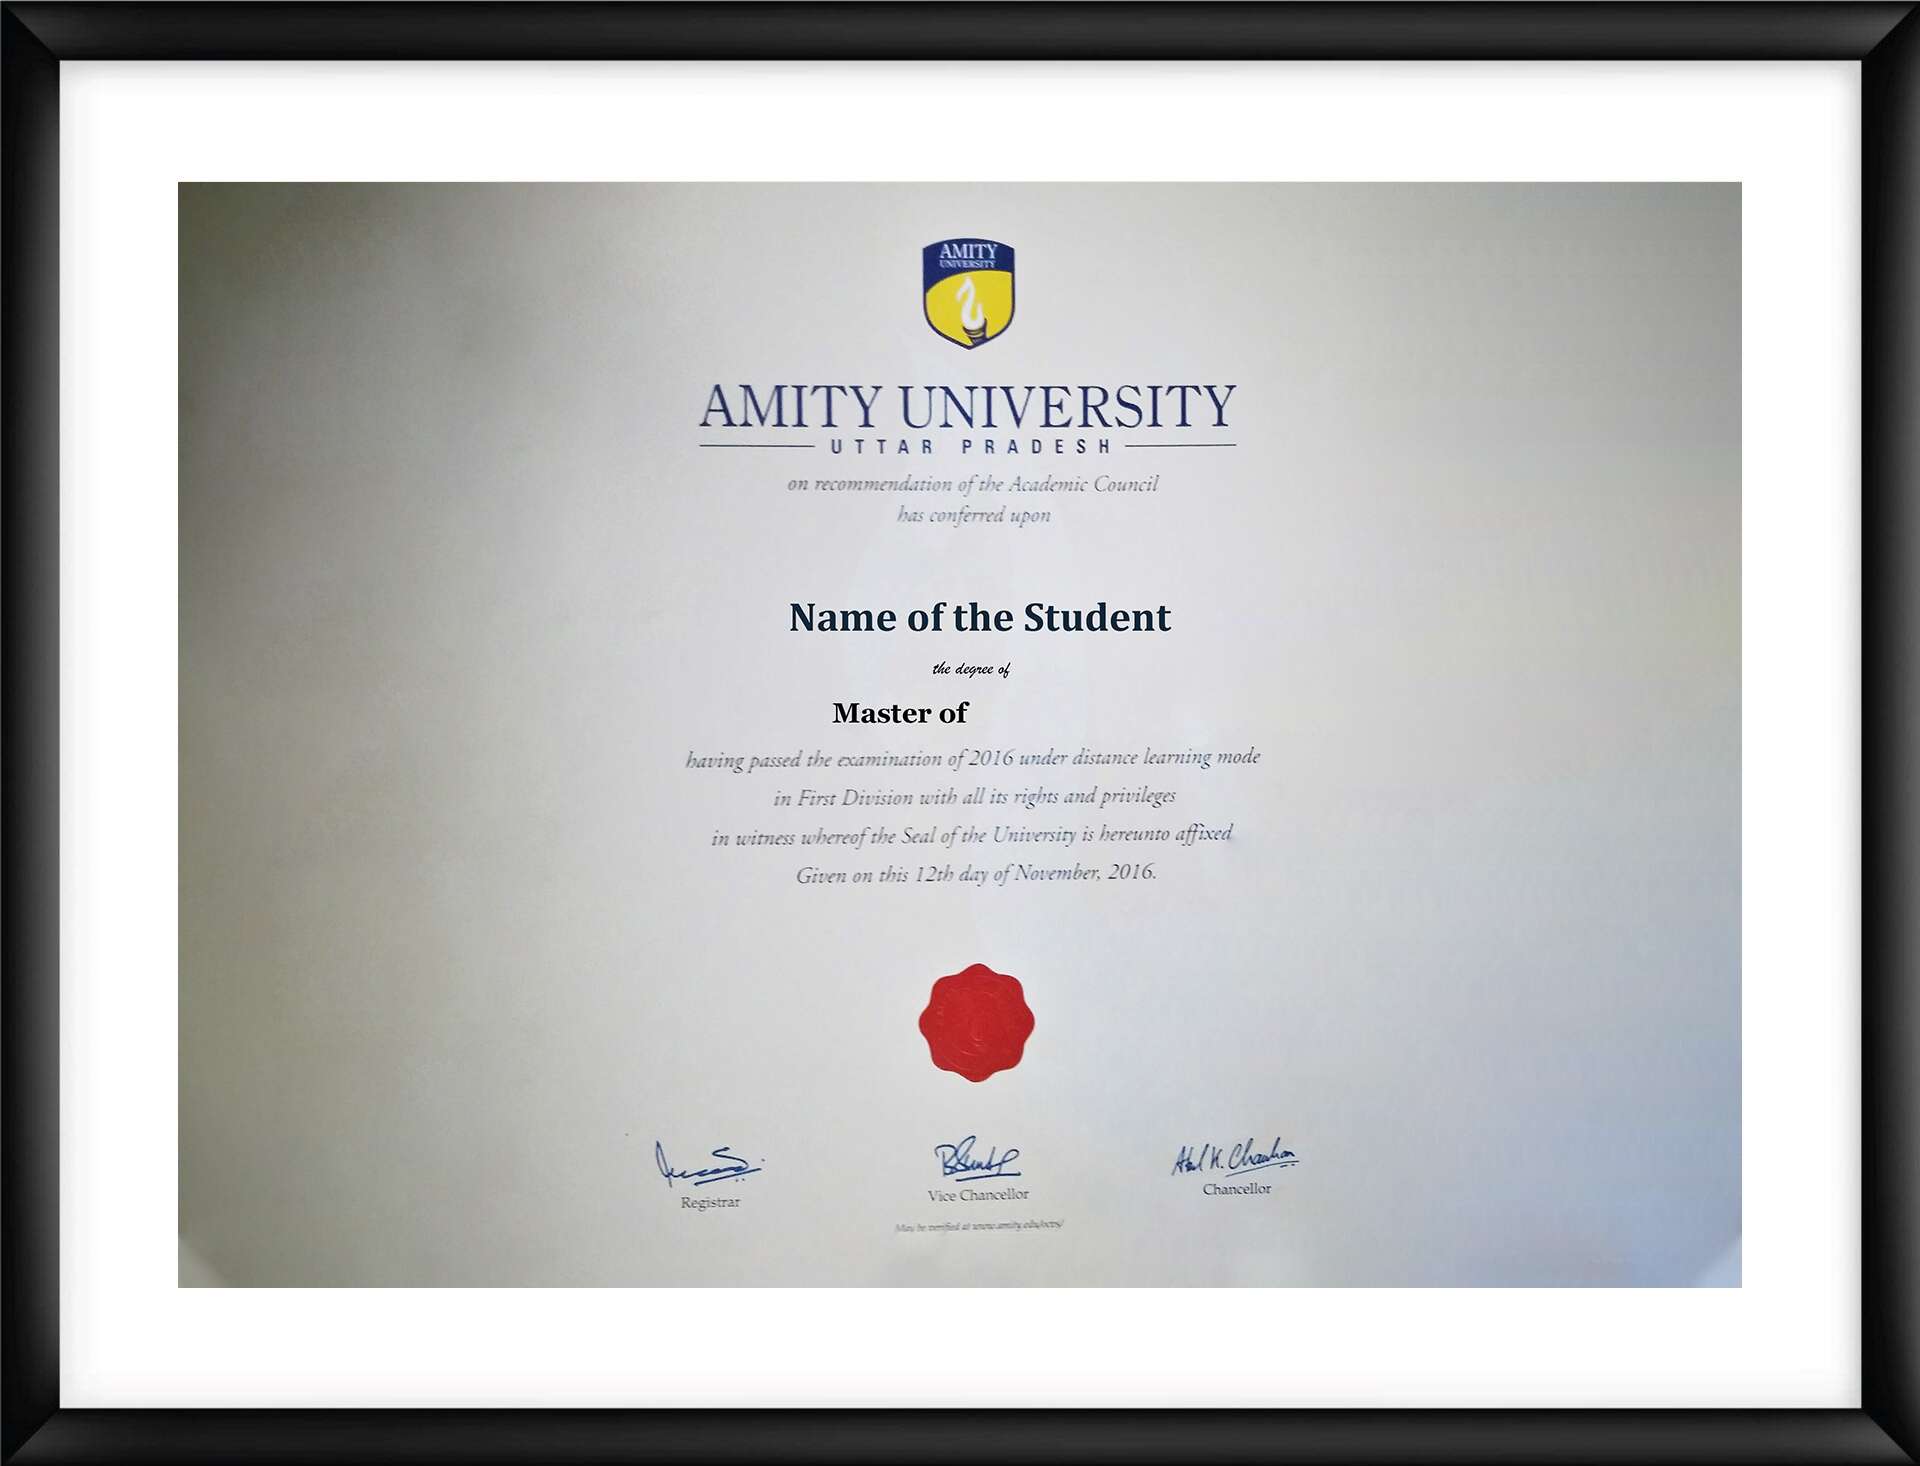 AMITY
UNIVERSITY
AMITY UNIVERSITY
UTTAR PRADESH
on recommendation of the Academic Council
has conferred upon
Name of the Student
the degree of
Master of
having passed the examination of 2016 under distance learning mode
in First Division with all its rights and privileges
in witness whereof the Seal of the University is hereunto affixed
Given on this 12th day of November, 2016.
Registrar
Vice Chancellor
Chancellor
May be verified at www.amity.edu/